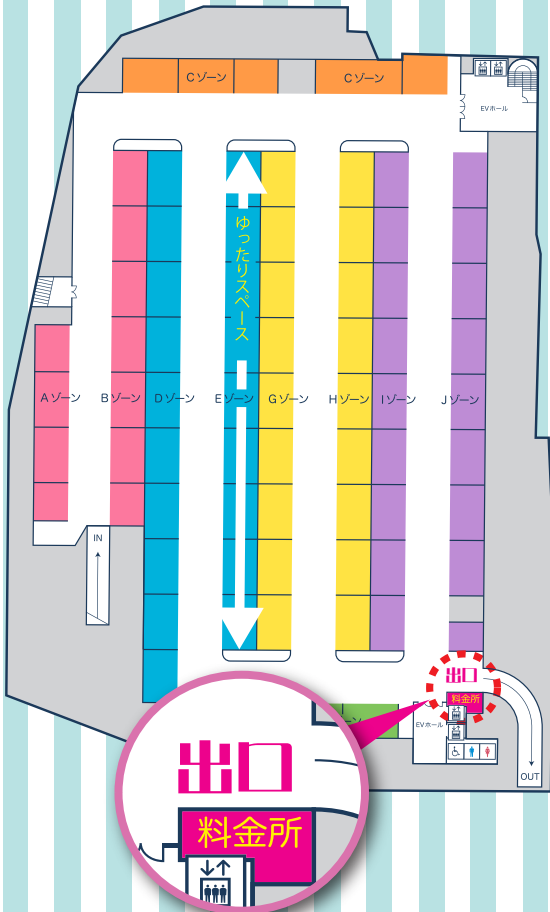 Cゾーン
Cゾーン
EVホール
ゆったりスペース
Aゾーン
Bゾーン
Dゾーン
Eゾーン
Gゾーン
Hゾーン
Iゾーン
Jゾーン
IN
出口
料金所
EVホール
OUT
出口
料金所